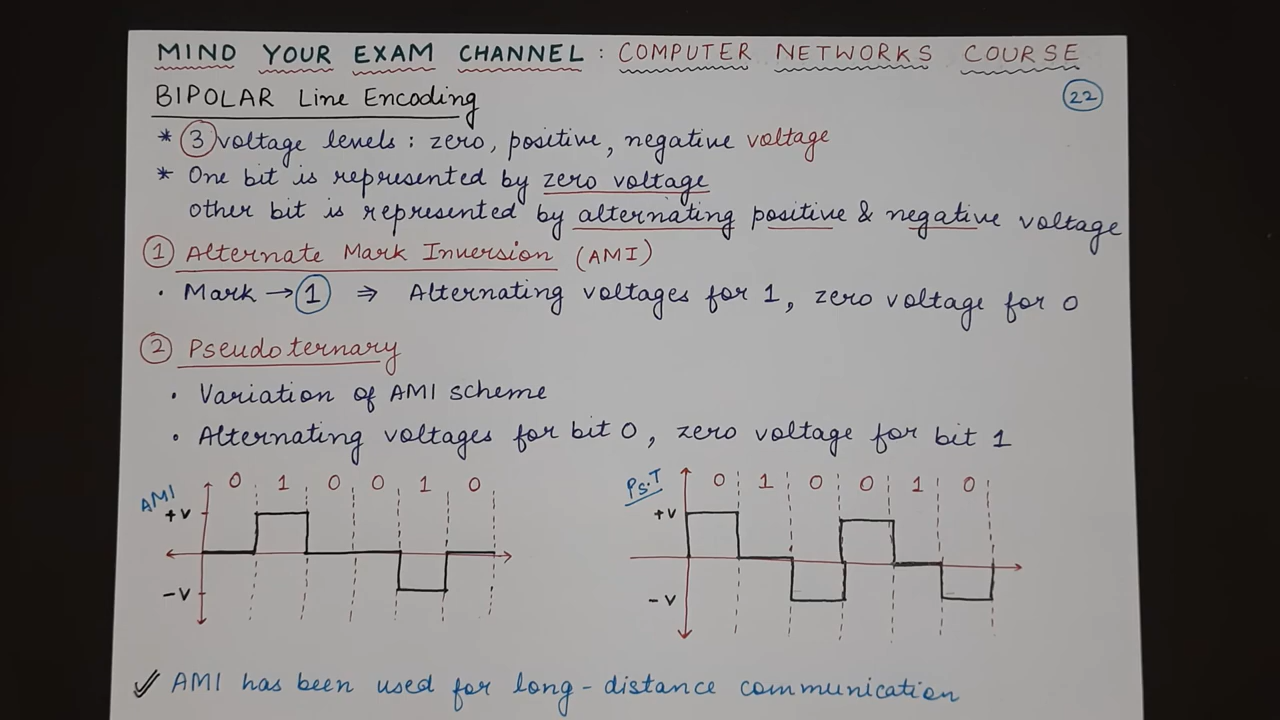 MIND YOUR EXAM CHANNEL : COMPUTER NETWORKS COURSE
BIPOLAR Line Encoding
22
* 3 voltage levels : zero, positive, negative voltage
* One bit is represented by zero voltage
other bit is represented by alternating positive & negative voltage
1 Alternate Mark Inversion (AMI)
· Mark → 1 ⇒ Alternating voltages for 1, zero voltage for 0
2 Pseudoternary
· Variation of AMI scheme
· Alternating voltages for bit 0, zero voltage for bit 1
AMI
0 1 0 0 1 0
+V
-V
Ps.T
0 1 0 0 1 0
+V
-V
✓ AMI has been used for long-distance communication